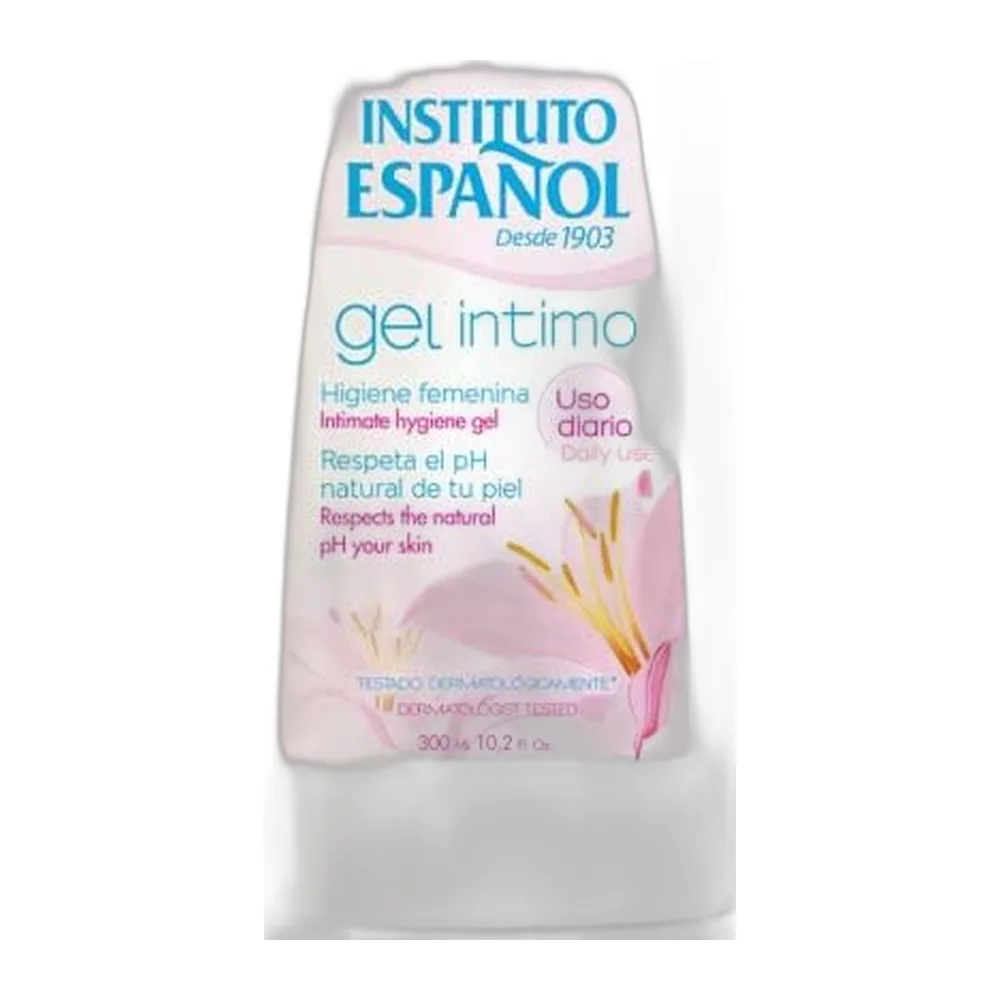 INSTITUTO
ESPAÑOL
Desde 1903
gel intimo
Higiene femenina
Intimate hygiene gel
Uso
diario
Daily use
Respeta el pH
natural de tu piel
Respects the natural
pH your skin
TESTADO DERMATOLÓGICAMENTE*
DERMATOLOGIST TESTED
300 Ml 10,2 Fl Oz.